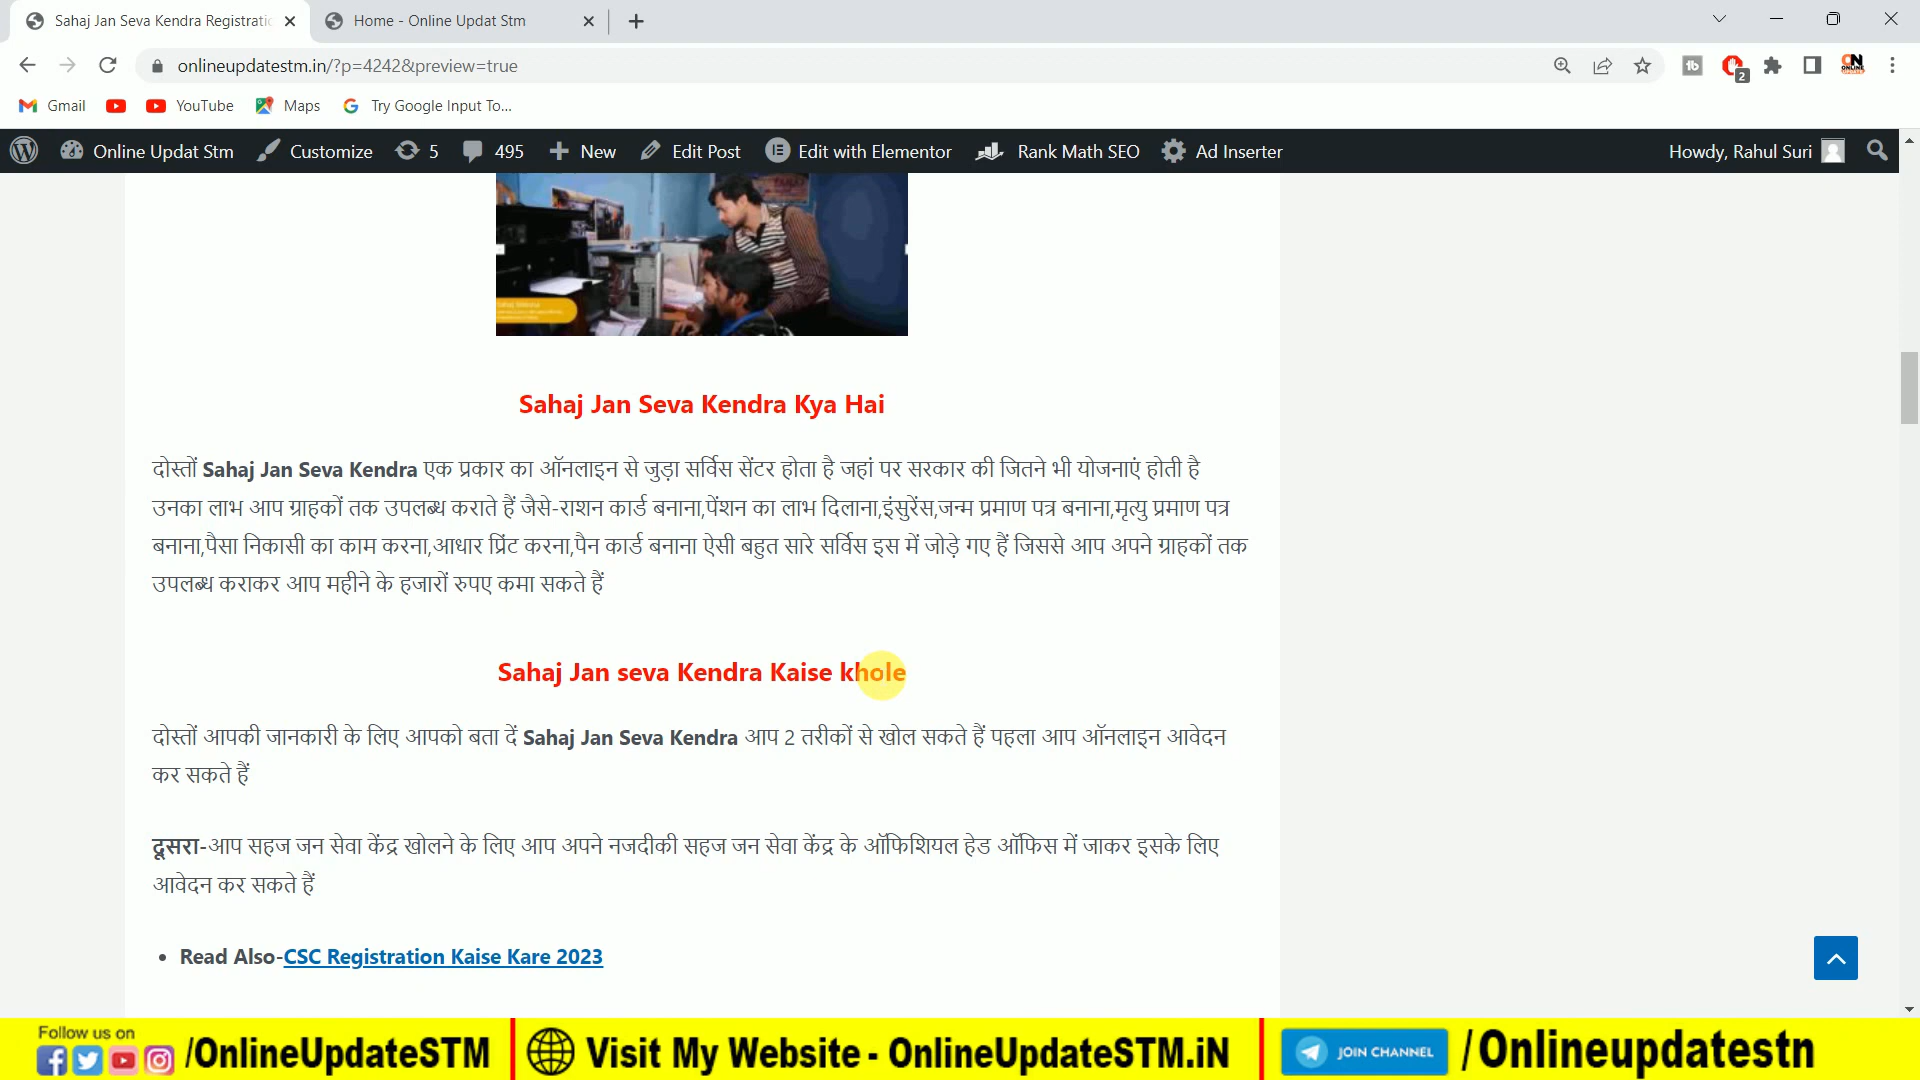 Sahaj Jan Seva Kendra Registratic
Home - Online Updat Stm
onlineupdatestm.in/?p=4242&preview=true
2
Gmail
YouTube
Maps
Try Google Input To...
Online Updat Stm
Customize
5
495
New
Edit Post
Edit with Elementor
Rank Math SEO
Ad Inserter
Howdy, Rahul Suri
Sahaj Jan Seva Kendra Kya Hai
दोस्तों Sahaj Jan Seva Kendra एक प्रकार का ऑनलाइन से जुड़ा सर्विस सेंटर होता है जहां पर सरकार की जितने भी योजनाएं होती है
उनका लाभ आप ग्राहकों तक उपलब्ध कराते हैं जैसे-राशन कार्ड बनाना,पेंशन का लाभ दिलाना,इंसुरेंस,जन्म प्रमाण पत्र बनाना,मृत्यु प्रमाण पत्र
बनाना,पैसा निकासी का काम करना,आधार प्रिंट करना,पैन कार्ड बनाना ऐसी बहुत सारे सर्विस इस में जोड़े गए हैं जिससे आप अपने ग्राहकों तक
उपलब्ध कराकर आप महीने के हजारों रुपए कमा सकते हैं
Sahaj Jan seva Kendra Kaise khole
दोस्तों आपकी जानकारी के लिए आपको बता दें Sahaj Jan Seva Kendra आप 2 तरीकों से खोल सकते हैं पहला आप ऑनलाइन आवेदन
कर सकते हैं
दूसरा-आप सहज जन सेवा केंद्र खोलने के लिए आप अपने नजदीकी सहज जन सेवा केंद्र के ऑफिशियल हेड ऑफिस में जाकर इसके लिए
आवेदन कर सकते हैं
Read Also-CSC Registration Kaise Kare 2023
Follow us on
/OnlineUpdateSTM
Visit My Website - OnlineUpdateSTM.iN
JOIN CHANNEL
/Onlineupdatestn